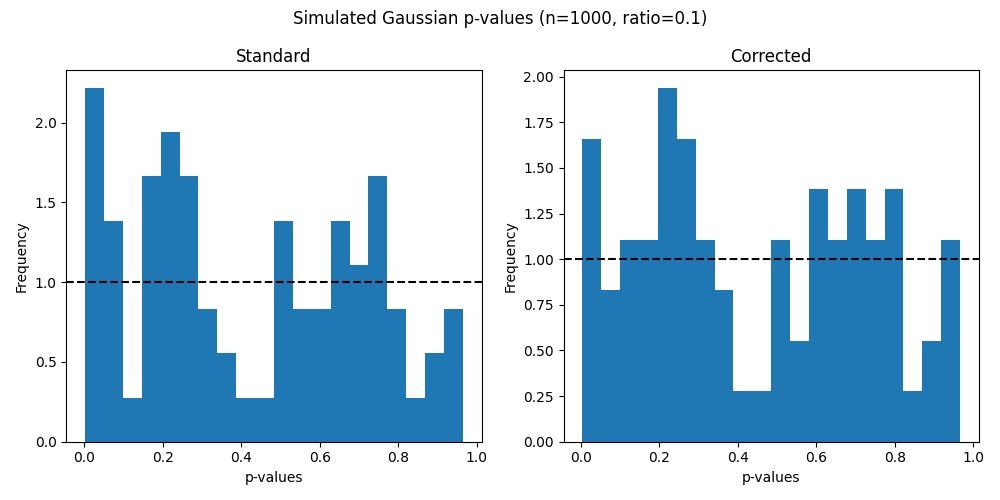 Simulated Gaussian p-values (n=1000, ratio=0.1)
Standard
Frequency
2.0
1.5
1.0
0.5
0.0
0.0 0.2 0.4 0.6 0.8 1.0
p-values
Corrected
Frequency
2.00
1.75
1.50
1.25
1.00
0.75
0.50
0.25
0.00
0.0 0.2 0.4 0.6 0.8 1.0
p-values